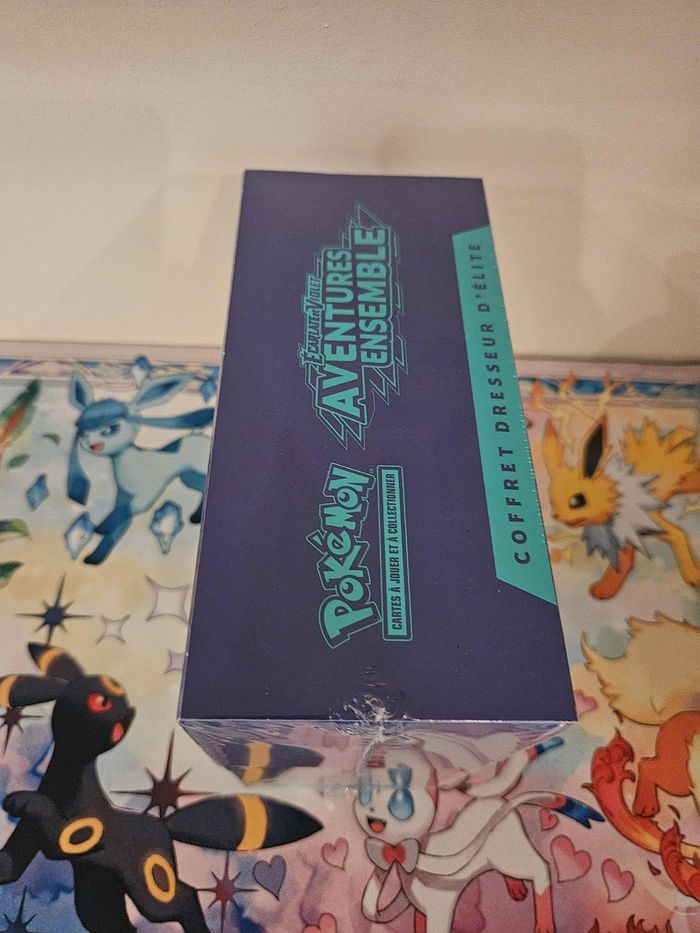 POKéMON
CARTES À JOUER ET À COLLECTIONNER
ÉCARLATE ET VIOLET
AVENTURES
ENSEMBLE
COFFRET DRESSEUR D'ÉLITE